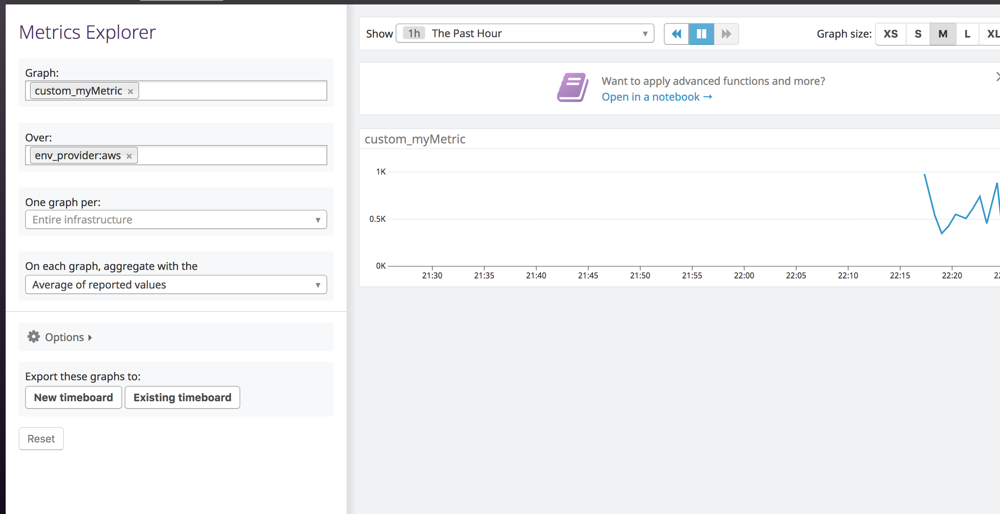 Metrics Explorer
Graph:
custom_myMetric ×
Over:
env_provider:aws ×
One graph per:
Entire infrastructure
On each graph, aggregate with the
Average of reported values
Options
Export these graphs to:
New timeboard Existing timeboard
Reset
Show 1h The Past Hour
Graph size: XS S M L XL
Want to apply advanced functions and more?
Open in a notebook →
custom_myMetric
1K
0.5K
0K
21:30 21:35 21:40 21:45 21:50 21:55 22:00 22:05 22:10 22:15 22:20